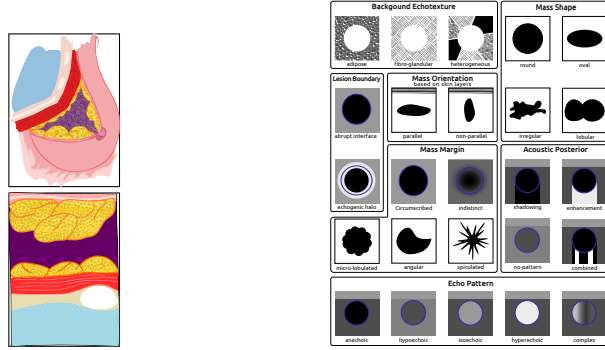 Backgound Echotexture
adipose
fibro-glandular
heterogeneous
Mass Shape
round
oval
irregular
lobular
Lesion Boundary
abrupt interface
echogenic halo
Mass Orientation
based on skin layers
parallel
non-parallel
Mass Margin
Circumscribed
indistinct
micro-lobulated
angular
spiculated
Acoustic Posterior
shadowing
enhancement
no-pattern
combined
Echo Pattern
anechoic
hypoechoic
isoechoic
hyperechoic
complex